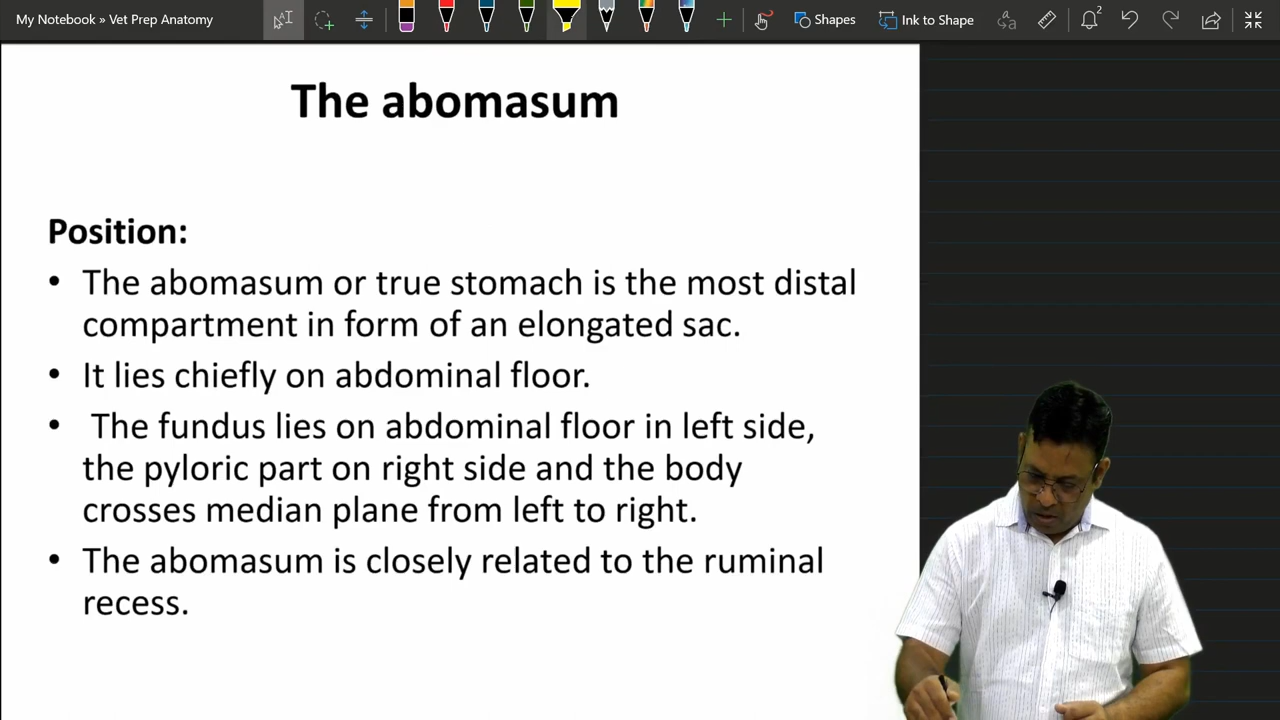 My Notebook » Vet Prep Anatomy
Shapes
Ink to Shape
2
The abomasum
Position:
• The abomasum or true stomach is the most distal
compartment in form of an elongated sac.
• It lies chiefly on abdominal floor.
• The fundus lies on abdominal floor in left side,
the pyloric part on right side and the body
crosses median plane from left to right.
• The abomasum is closely related to the ruminal
recess.